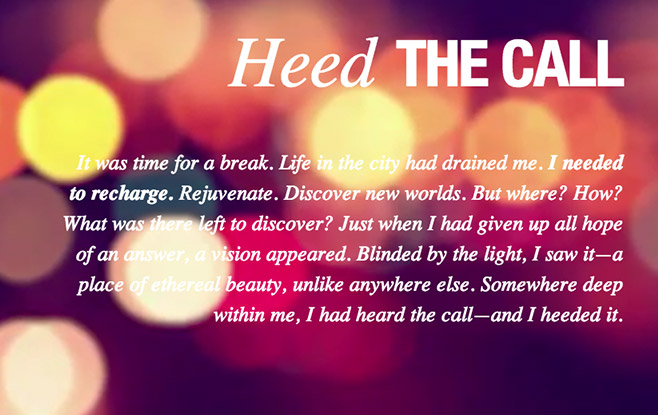 Heed THE CALL
It was time for a break. Life in the city had drained me. I needed
to recharge. Rejuvenate. Discover new worlds. But where? How?
What was there left to discover? Just when I had given up all hope
of an answer, a vision appeared. Blinded by the light, I saw it—a
place of ethereal beauty, unlike anywhere else. Somewhere deep
within me, I had heard the call—and I heeded it.